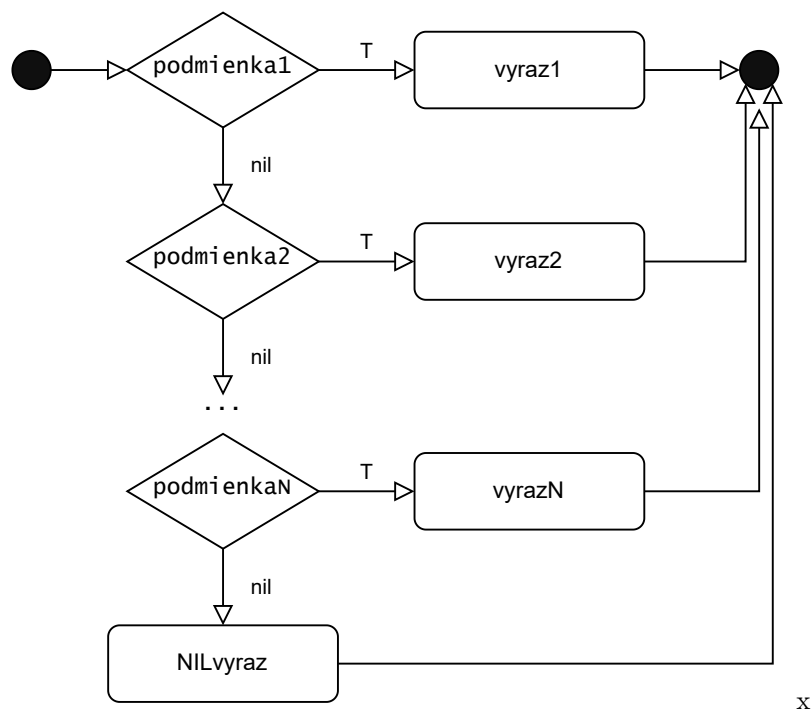 podmienka1
T
vyraz1
nil
podmienka2
T
vyraz2
nil
...
podmienkaN
T
vyrazN
nil
NILvyraz
x